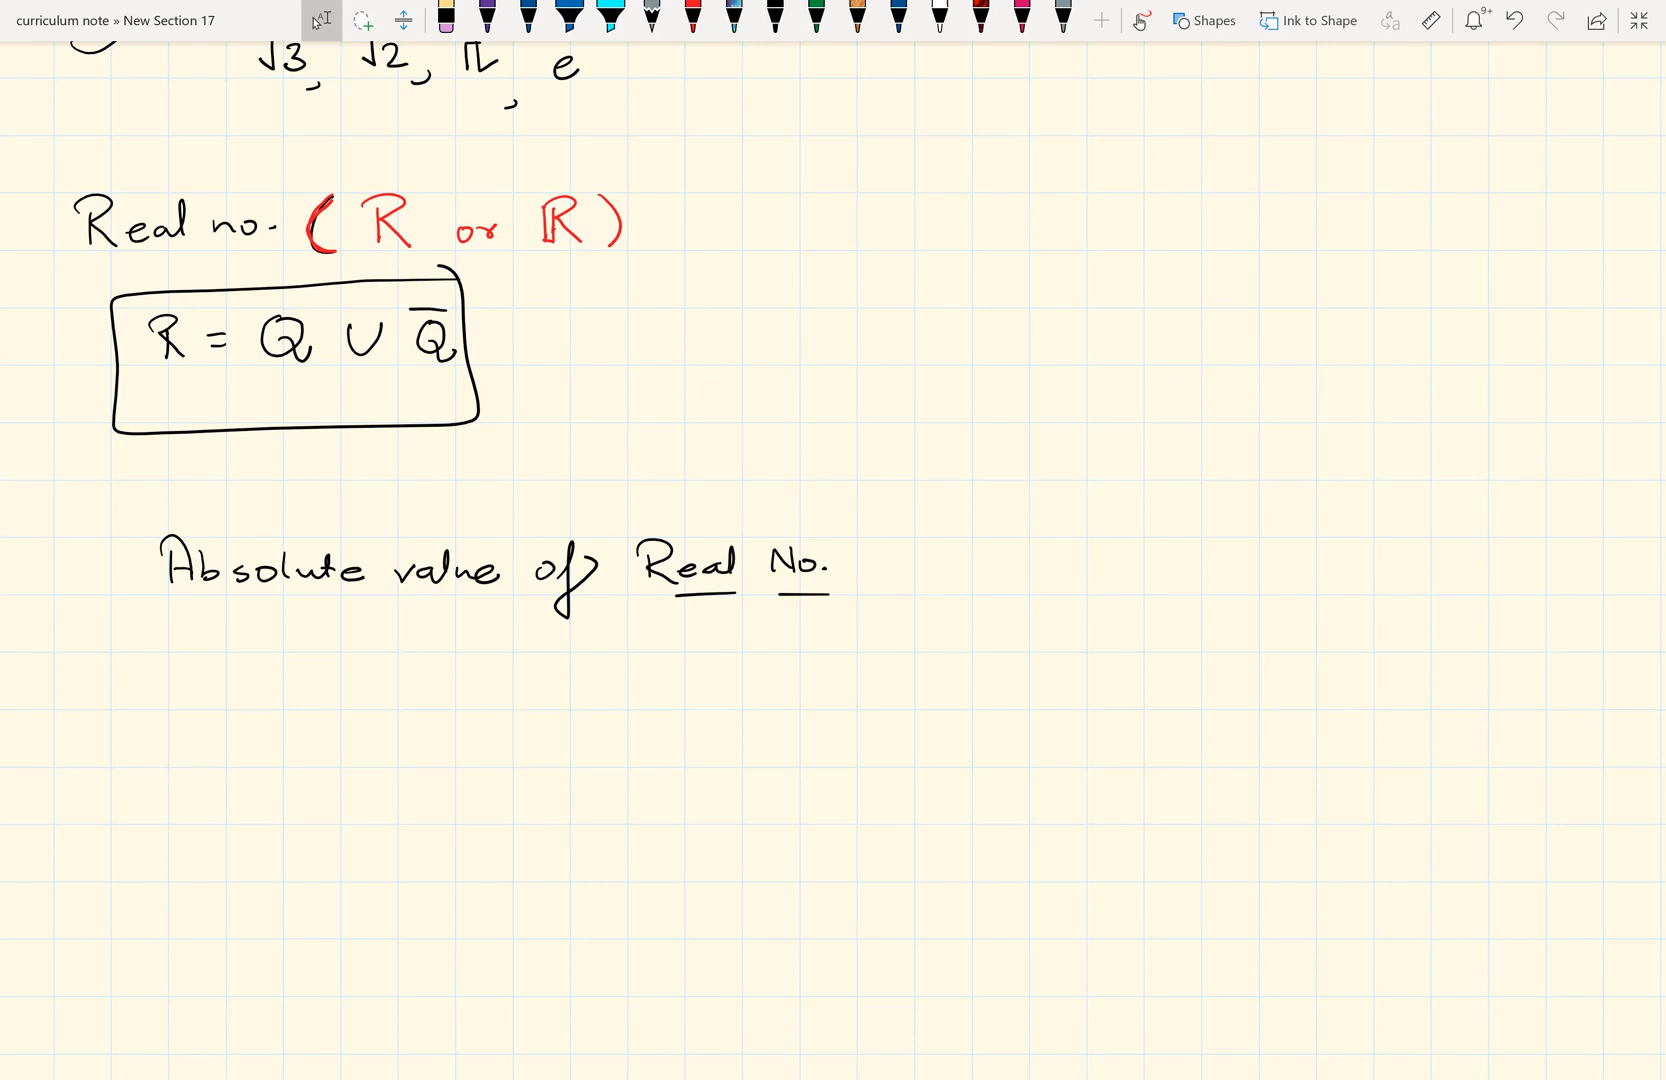 curriculum note » New Section 17
Shapes
Ink to Shape
9+
√3, √2, π, e
Real no. ( R or ℝ )
R = Q ∪ Q̅
Absolute value of Real No.